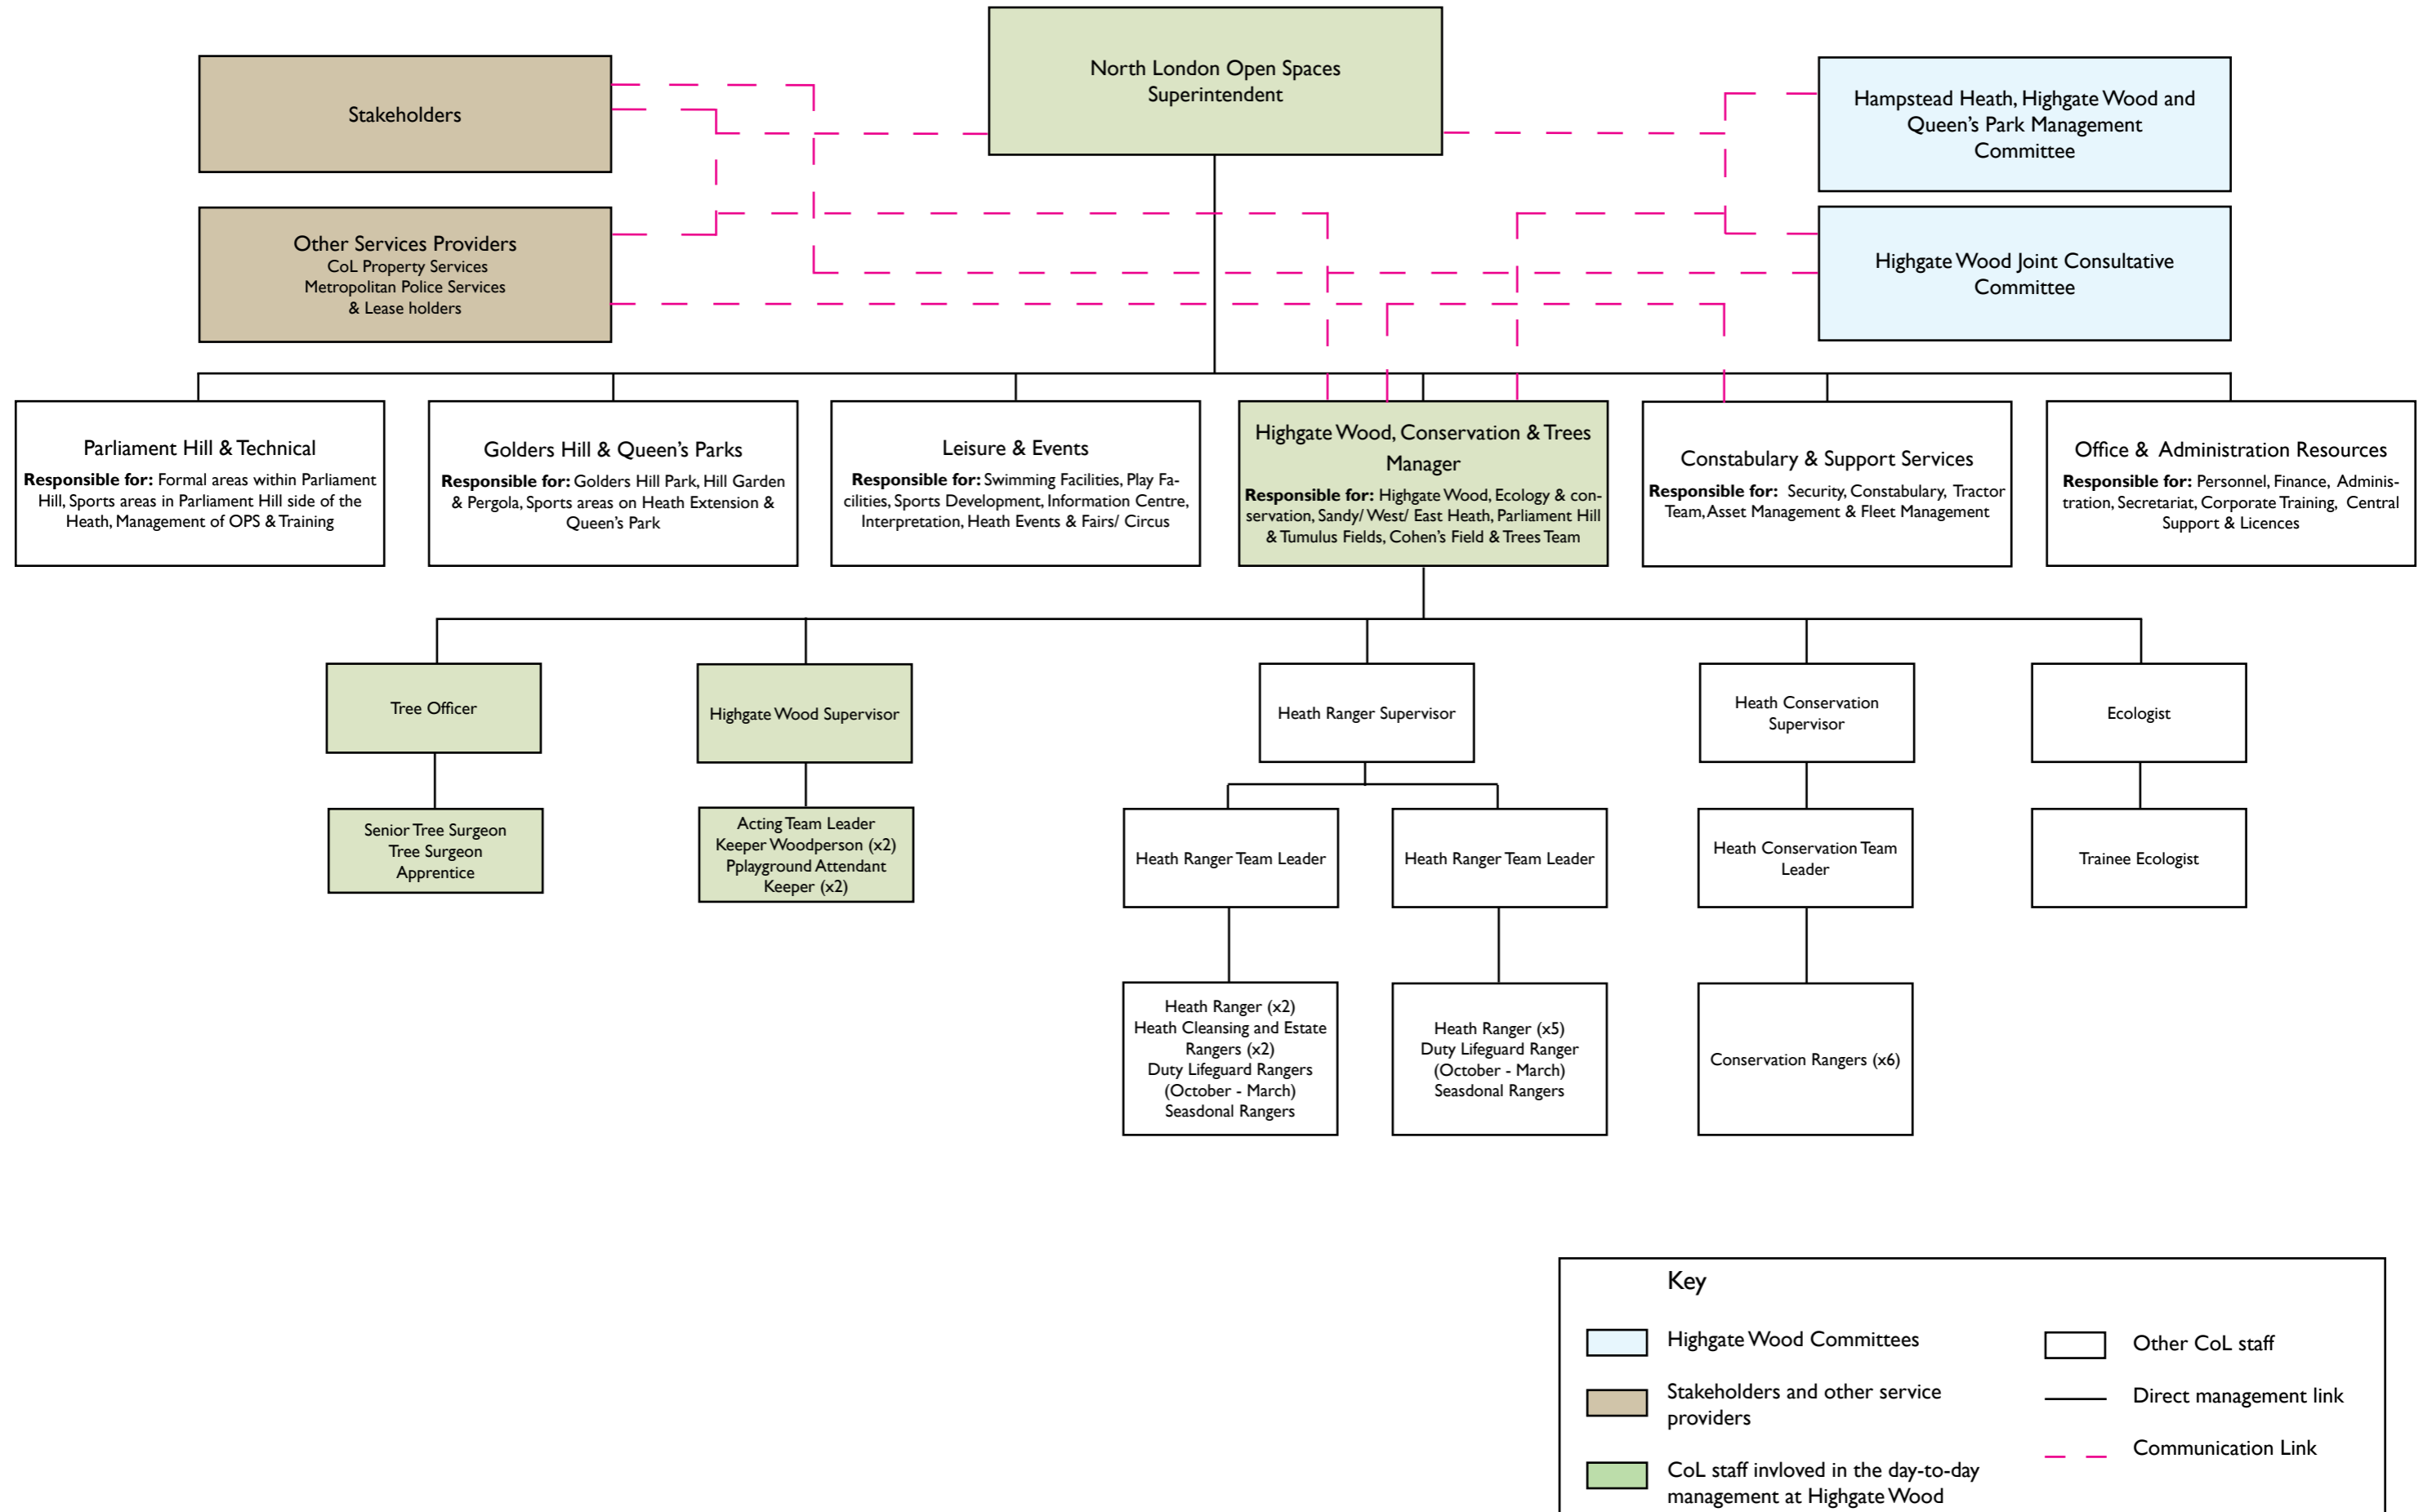 North London Open Spaces
Superintendent
Stakeholders
Hampstead Heath, Highgate Wood and
Queen's Park Management
Committee
Other Services Providers
CoL Property Services
Metropolitan Police Services
& Lease holders
Highgate Wood Joint Consultative
Committee
Parliament Hill & Technical
Responsible for: Formal areas within Parliament
Hill, Sports areas in Parliament Hill side of the
Heath, Management of OPS & Training
Golders Hill & Queen's Parks
Responsible for: Golders Hill Park, Hill Garden
& Pergola, Sports areas on Heath Extension &
Queen's Park
Leisure & Events
Responsible for: Swimming Facilities, Play Fa-
cilities, Sports Development, Information Centre,
Interpretation, Heath Events & Fairs/ Circus
Highgate Wood, Conservation & Trees
Manager
Responsible for: Highgate Wood, Ecology & con-
servation, Sandy/ West/ East Heath, Parliament Hill
& Tumulus Fields, Cohen's Field & Trees Team
Constabulary & Support Services
Responsible for: Security, Constabulary, Tractor
Team, Asset Management & Fleet Management
Office & Administration Resources
Responsible for: Personnel, Finance, Adminis-
tration, Secretariat, Corporate Training, Central
Support & Licences
Tree Officer
Highgate Wood Supervisor
Heath Ranger Supervisor
Heath Conservation
Supervisor
Ecologist
Senior Tree Surgeon
Tree Surgeon
Apprentice
Acting Team Leader
Keeper Woodperson (x2)
Pplayground Attendant
Keeper (x2)
Heath Ranger Team Leader
Heath Ranger Team Leader
Heath Conservation Team
Leader
Trainee Ecologist
Heath Ranger (x2)
Heath Cleansing and Estate
Rangers (x2)
Duty Lifeguard Rangers
(October - March)
Seasdonal Rangers
Heath Ranger (x5)
Duty Lifeguard Ranger
(October - March)
Seasdonal Rangers
Conservation Rangers (x6)
Key
Highgate Wood Committees
Stakeholders and other service
providers
CoL staff invloved in the day-to-day
management at Highgate Wood
Other CoL staff
Direct management link
Communication Link